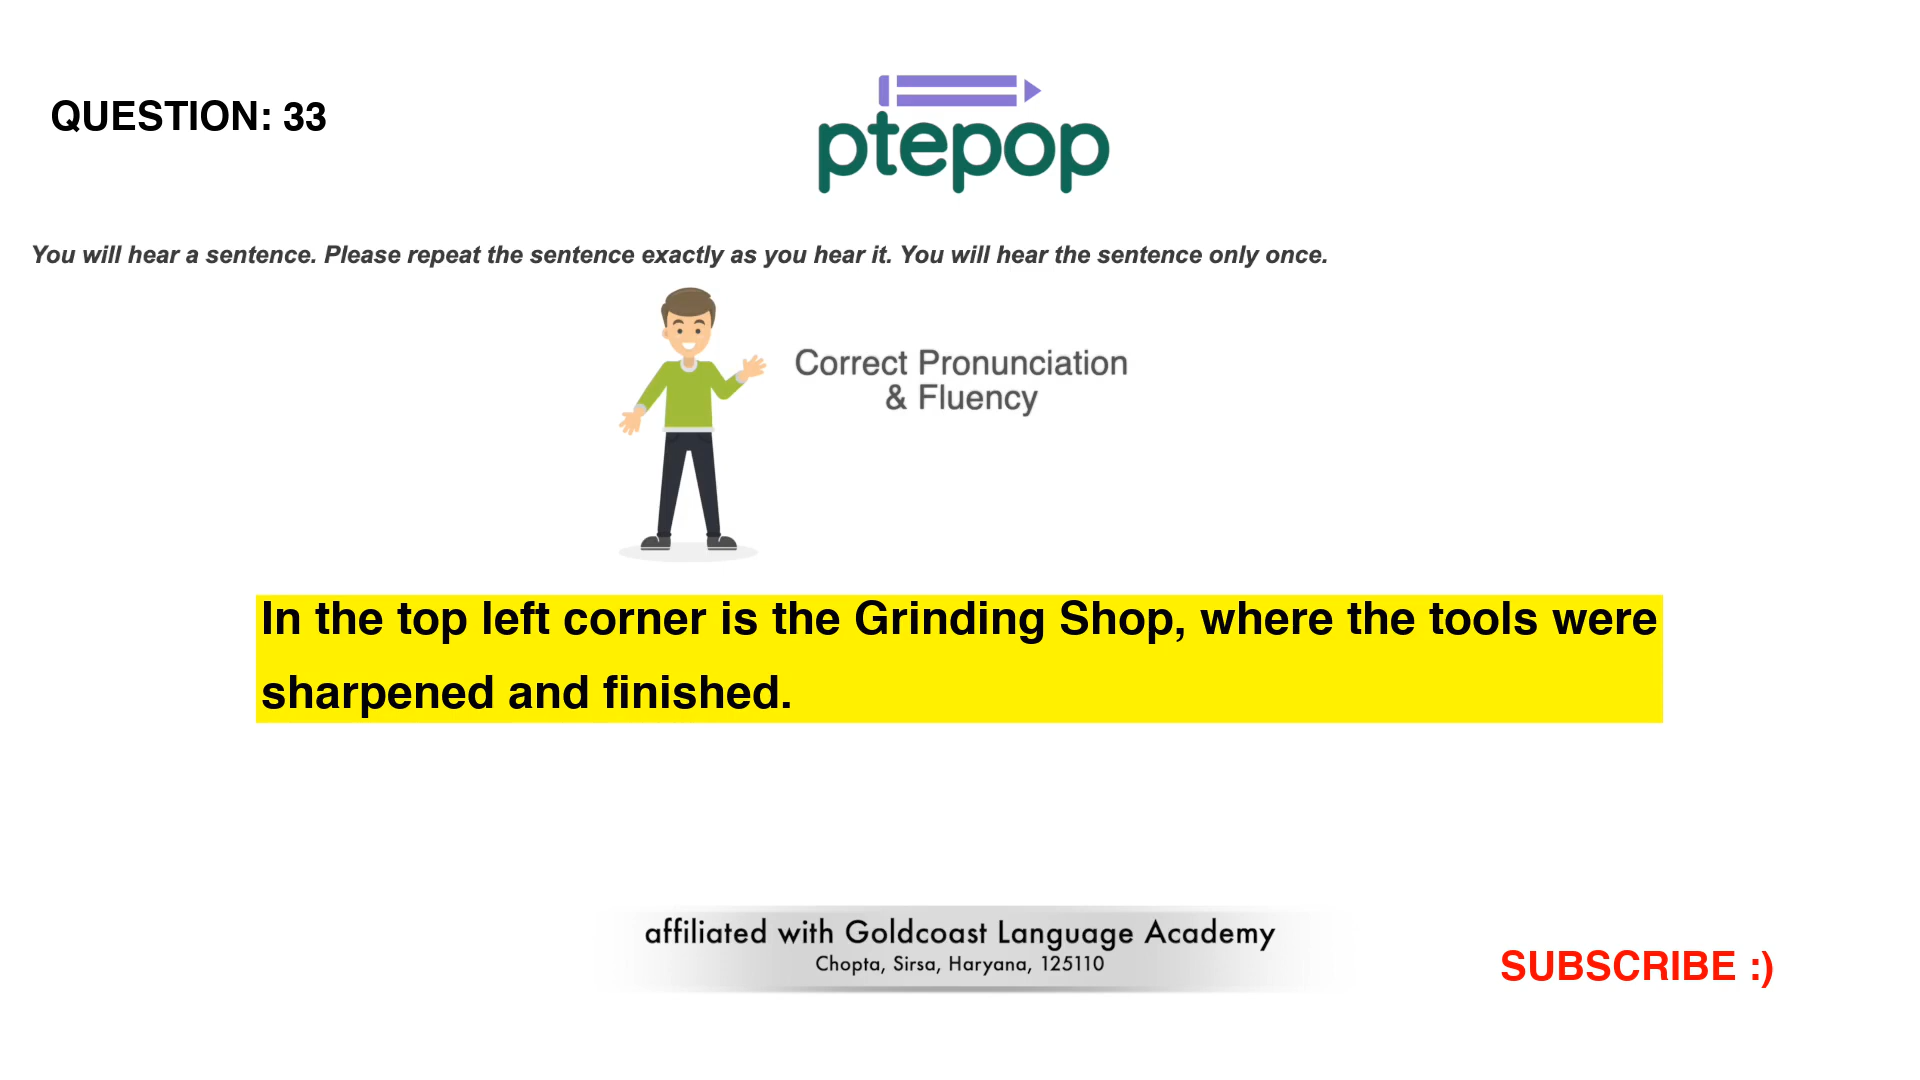 QUESTION: 33
ptepop
You will hear a sentence. Please repeat the sentence exactly as you hear it. You will hear the sentence only once.
Correct Pronunciation
& Fluency
In the top left corner is the Grinding Shop, where the tools were
sharpened and finished.
affiliated with Goldcoast Language Academy
Chopta, Sirsa, Haryana, 125110
SUBSCRIBE :)